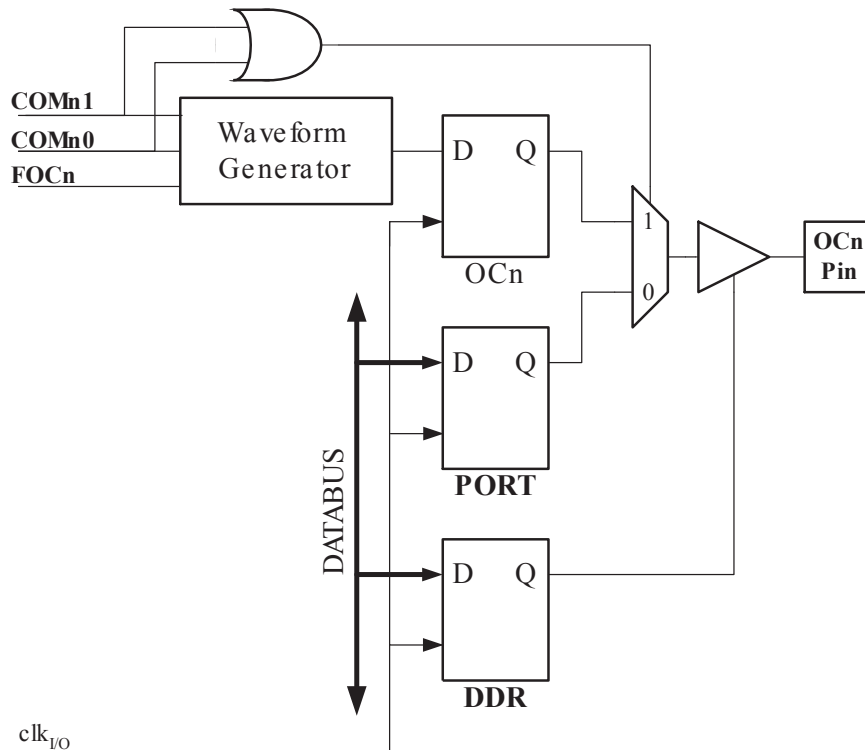 COMn1
COMn0
FOCn
Waveform
Generator
D Q
OCn
1
0
OCn
Pin
D Q
PORT
DATABUS
D Q
DDR
clkI/O